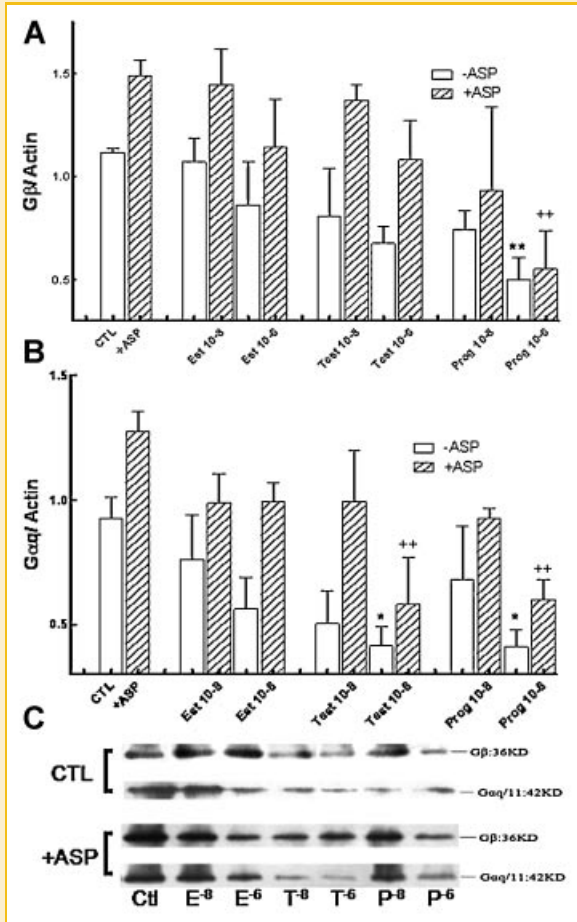 A
1.5
1.0
0.5
Gβ/ Actin
-ASP
+ASP
**
++
CTL
+ASP
Est 10-8
Est 10-6
Test 10-8
Test 10-6
Prog 10-8
Prog 10-6
B
1.5
1.0
0.5
Gαq/ Actin
-ASP
+ASP
*
++
*
++
CTL
+ASP
Est 10-8
Est 10-6
Test 10-8
Test 10-6
Prog 10-8
Prog 10-6
C
CTL
Gβ:36KD
Gαq/11:42KD
+ASP
Gβ:36KD
Gαq/11:42KD
Ctl E-8 E-6 T-8 T-6 P-8 P-6